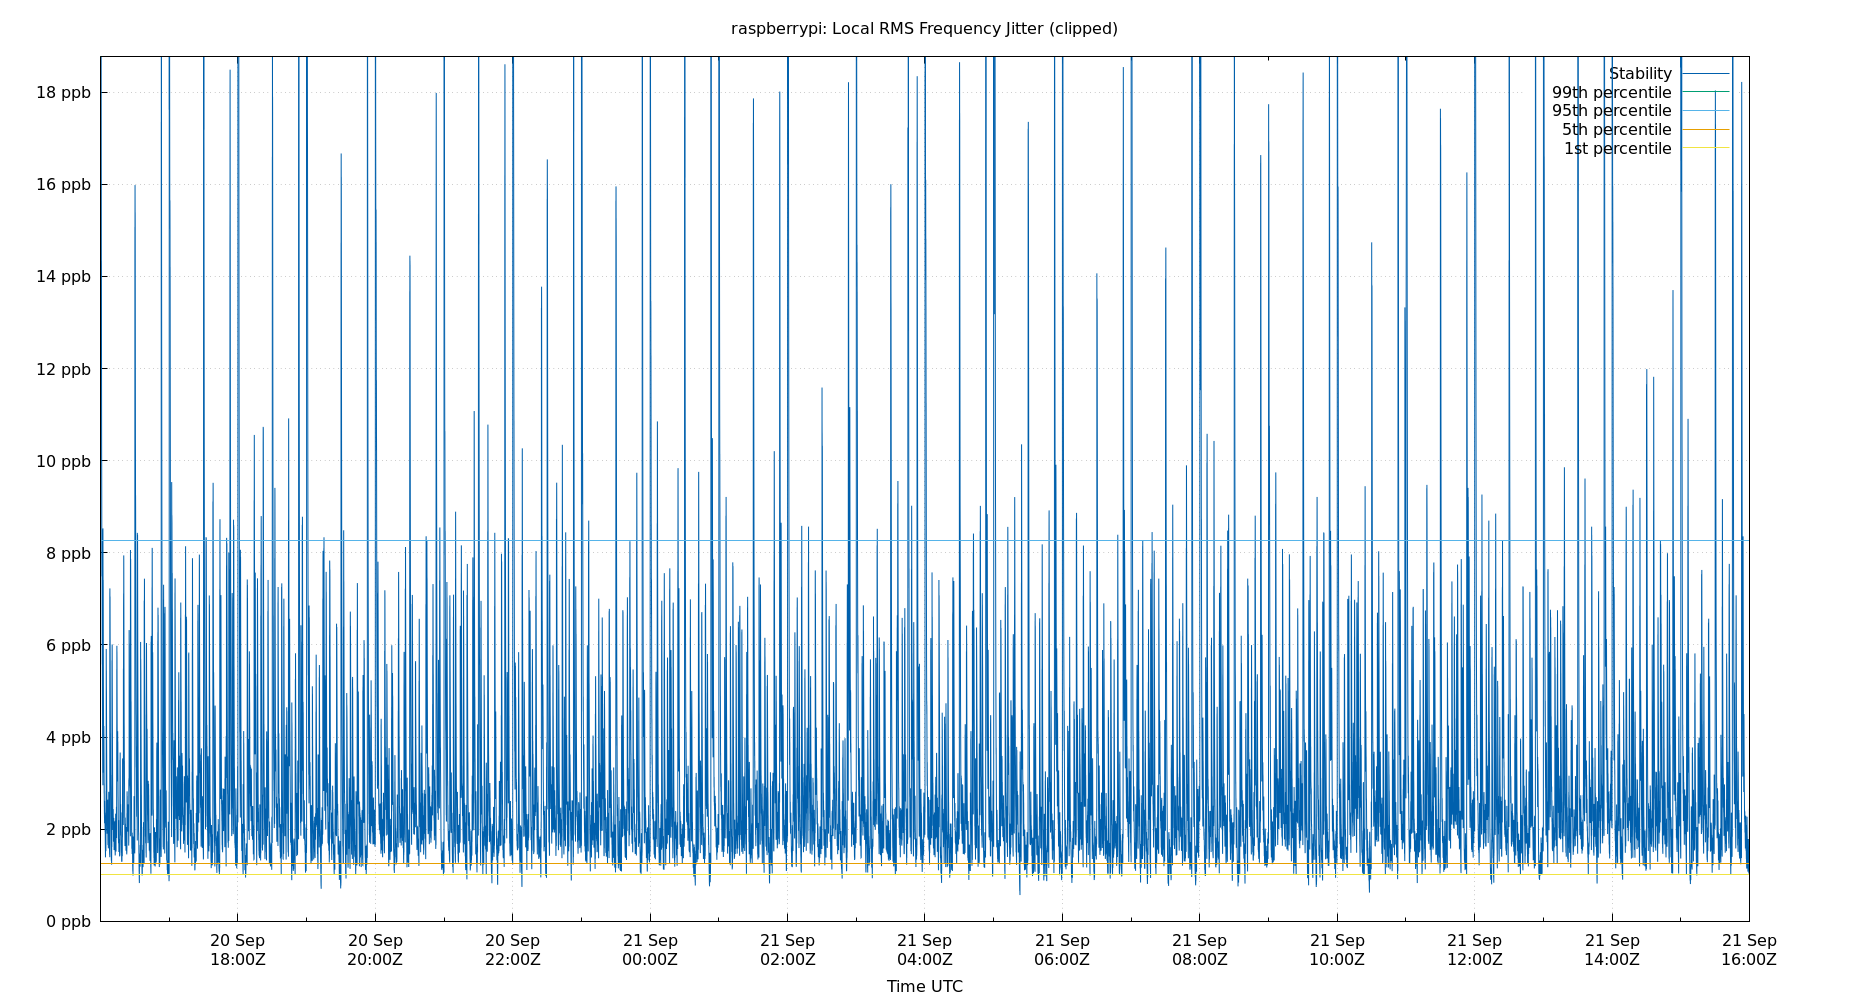 raspberrypi: Local RMS Frequency Jitter (clipped)
Stability
99th percentile
95th percentile
5th percentile
1st percentile
18 ppb
16 ppb
14 ppb
12 ppb
10 ppb
8 ppb
6 ppb
4 ppb
2 ppb
0 ppb
20 Sep 20 Sep 20 Sep 21 Sep 21 Sep 21 Sep 21 Sep 21 Sep 21 Sep 21 Sep 21 Sep 21 Sep
18:00Z 20:00Z 22:00Z 00:00Z 02:00Z 04:00Z 06:00Z 08:00Z 10:00Z 12:00Z 14:00Z 16:00Z
Time UTC